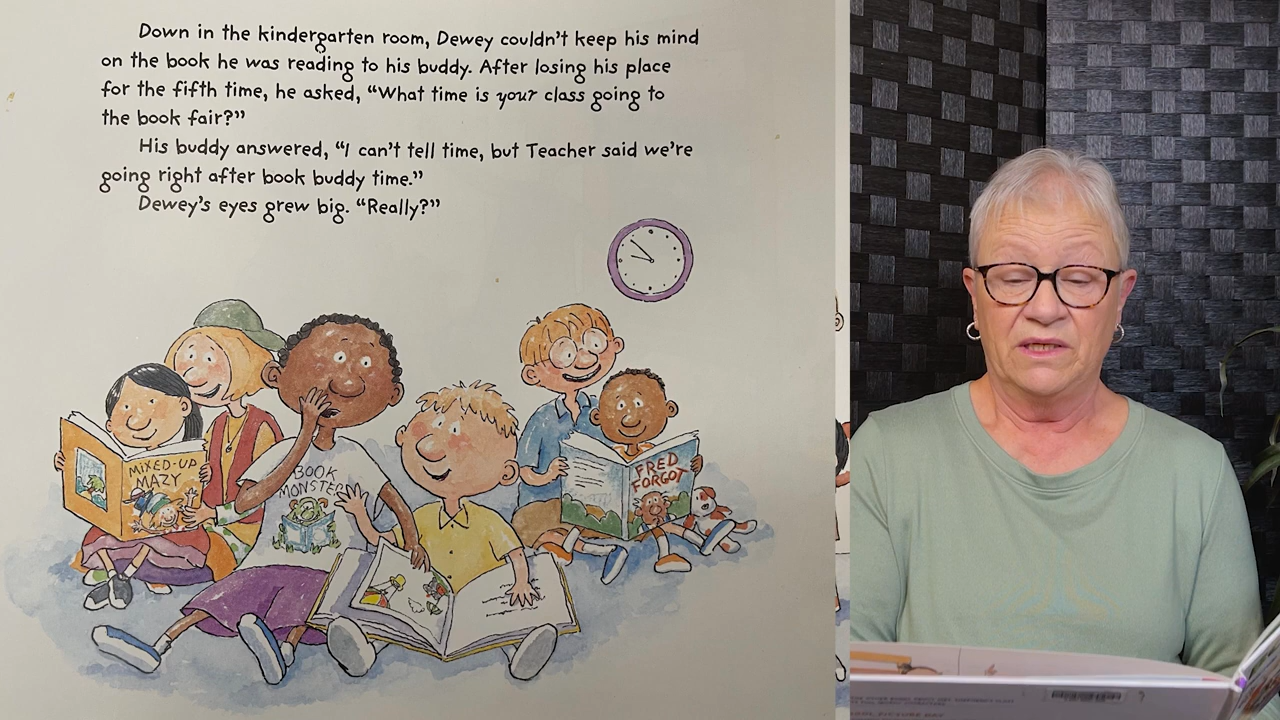 Down in the kindergarten room, Dewey couldn't keep his mind
on the book he was reading to his buddy. After losing his place
for the fifth time, he asked, "What time is your class going to
the book fair?"
His buddy answered, "I can't tell time, but Teacher said we're
going right after book buddy time."
Dewey's eyes grew big. "Really?"
MIXED-UP
MAZY
BOOK
MONSTER
FRED
FORGOT